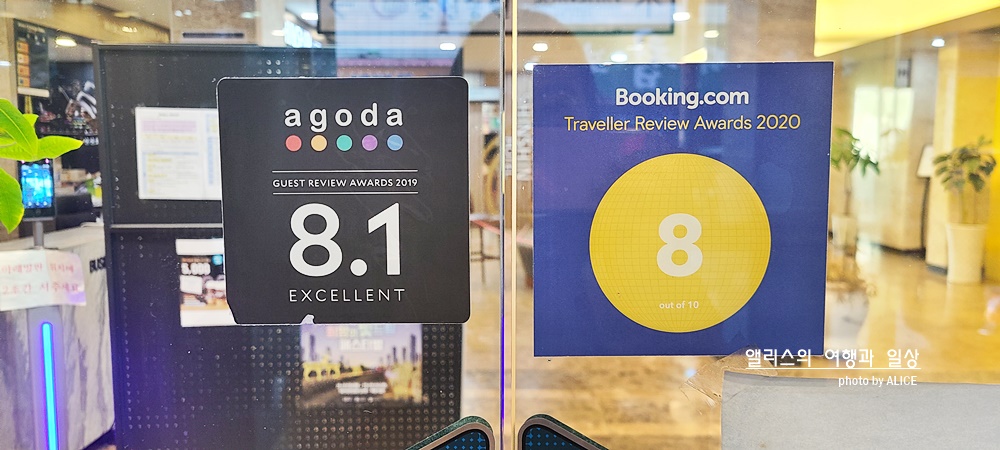 agoda
GUEST REVIEW AWARDS 2019
8.1
EXCELLENT
Booking.com
Traveller Review Awards 2020
8
out of 10
앨리스의 여행과 일상
photo by ALICE